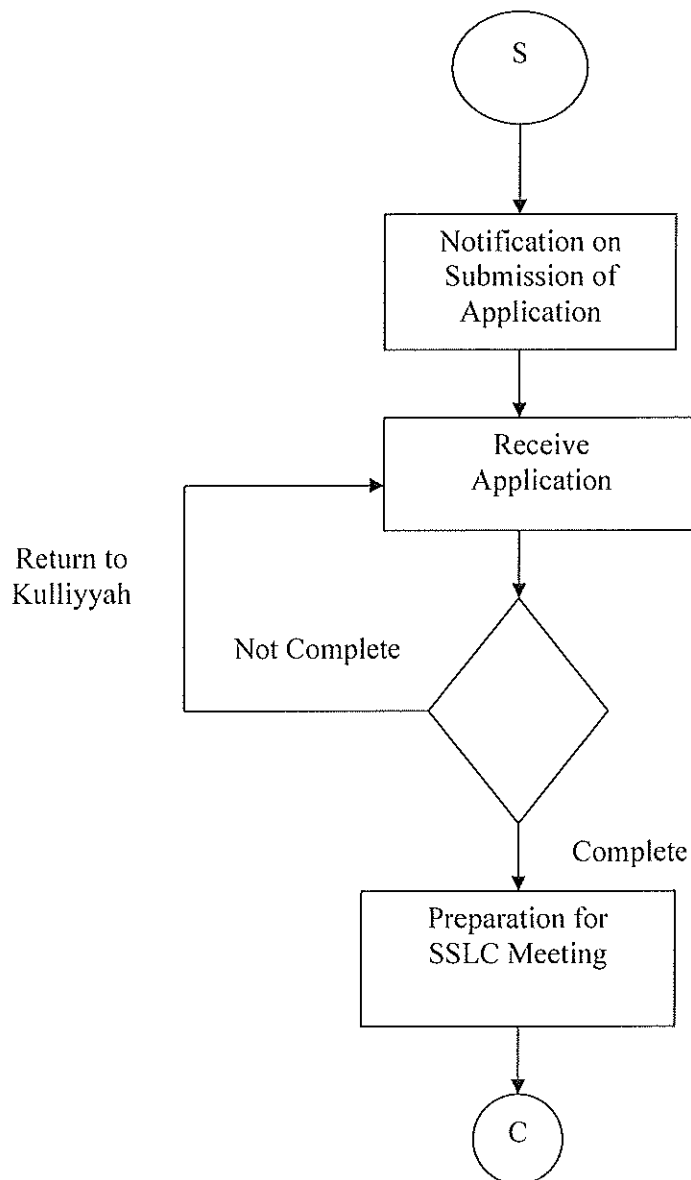 S
Notification on
Submission of
Application
Receive
Application
Return to
Kulliyyah
Not Complete
Complete
Preparation for
SSLC Meeting
C